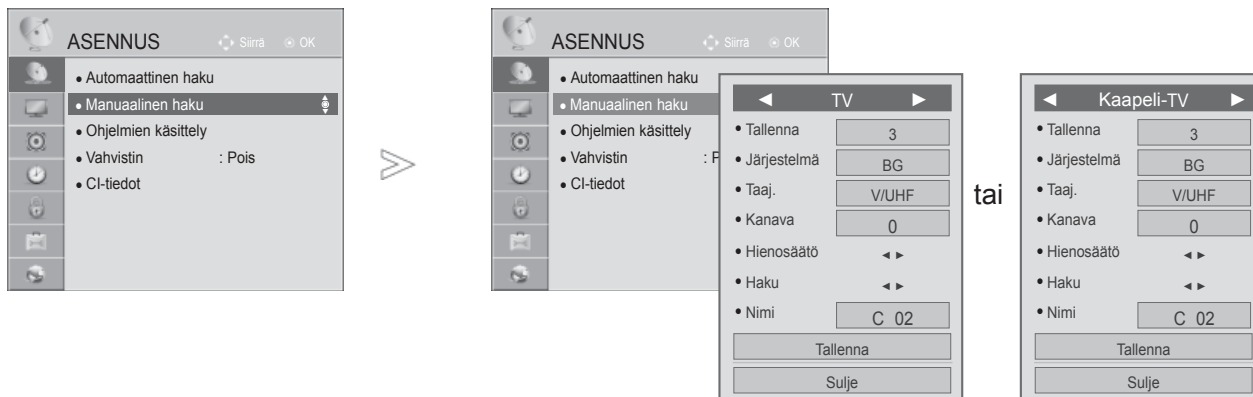 ASENNUS
Siirrä OK
• Automaattinen haku
• Manuaalinen haku
• Ohjelmien käsittely
• Vahvistin : Pois
• CI-tiedot
ASENNUS
Siirrä OK
• Automaattinen haku
• Manuaalinen haku
• Ohjelmien käsittely
• Vahvistin : P
• CI-tiedot
◄ TV ►
• Tallenna 3
• Järjestelmä BG
• Taaj. V/UHF
• Kanava 0
• Hienosäätö ◄ ►
• Haku ◄ ►
• Nimi C 02
Tallenna
Sulje
tai
◄ Kaapeli-TV ►
• Tallenna 3
• Järjestelmä BG
• Taaj. V/UHF
• Kanava 0
• Hienosäätö ◄ ►
• Haku ◄ ►
• Nimi C 02
Tallenna
Sulje